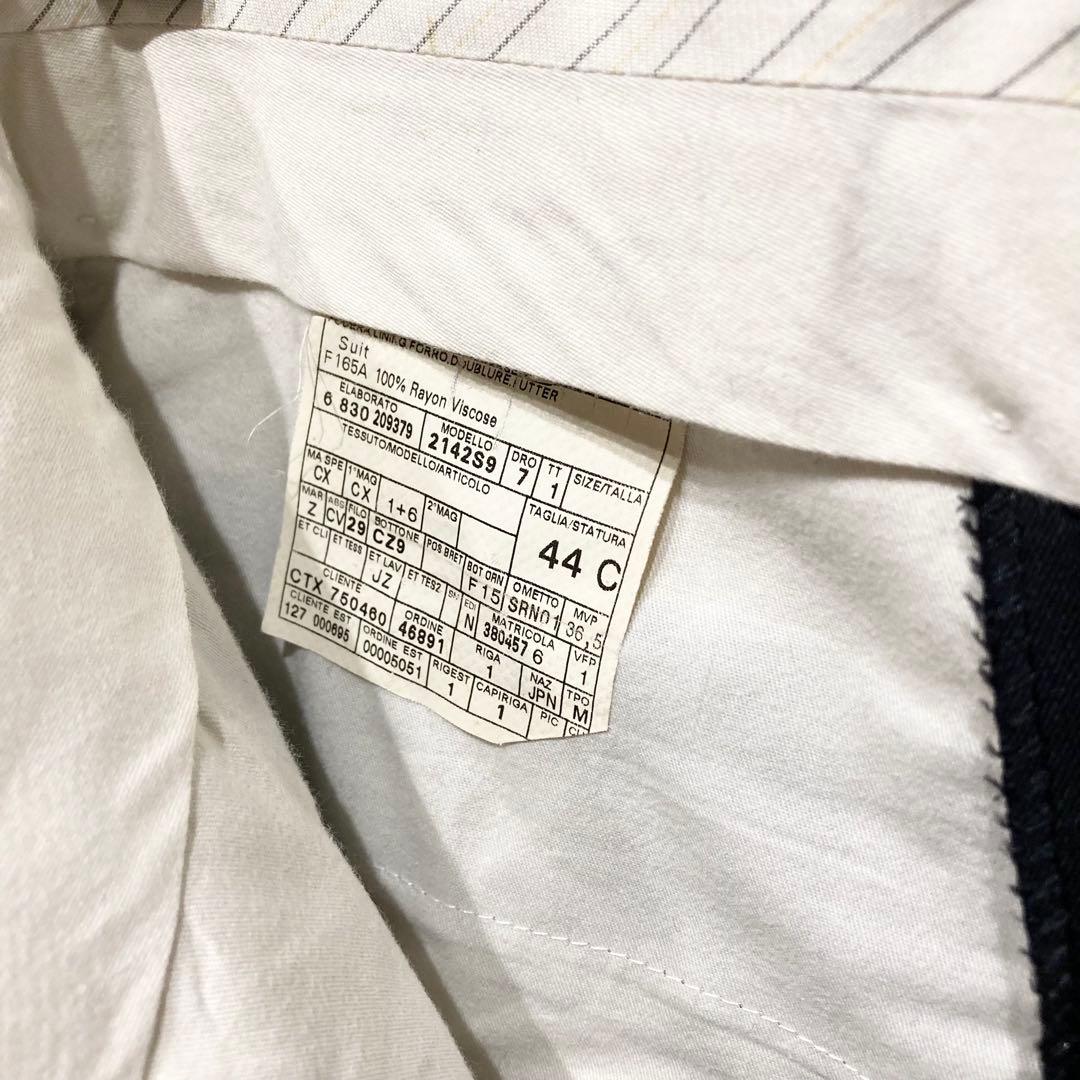 FODERA.LIN
G.FORRO.D
UBLURE.FUTTER
Suit
F165A 100% Rayon Viscose
ELABORATO MODELLO DRO TT SIZE/TALLA
6 830 209379 2142S9 7 1
TESSUTO/MODELLO/ARTICOLO TAGLIA/STATURA
MA SPE 1°MAG 2°MAG
CX CX 1+6 44 C
MAR ABS FILO BOTTONE POS BRET BOT ORN OMETTO MVP
Z CV 29 CZ9 F15 SRN01 36,5
ET CLI ET TESS ET LAV ET TESZ EDI MATRICOLA VFP
JZ N 380457 6 1
CLIENTE ORDINE RIGA NAZ TPO
CTX 750460 46891 1 JPN M
CLIENTE EST ORDINE EST RIGEST CAPIRIGA PIC
127 000695 00005051 1 1